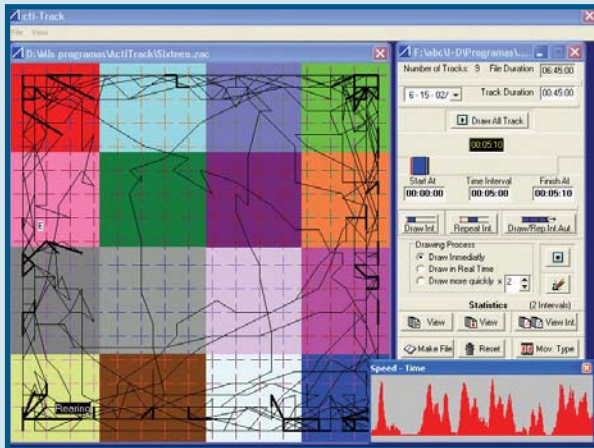 actI-Track
File View
D:\Mis programas\ActiTrack\Sixteen.zac
F:\abc\I+D\Programas\...
Number of Tracks: 9 File Duration 06:45:00
6 - 15 - 02/ Track Duration 00:45:00
Draw All Track
00:05:10
Start At Time Interval Finish At
00:00:00 00:05:00 00:05:10
Draw Int. Repeat Int. Draw/Rep.Int.Aut.
Drawing Process
Draw Inmediatly
Draw in Real Time
Draw more quickly x 2
Statistics (2 Intervals)
View View View Int.
Make File Reset Mov. Type
E
Rearing
Speed - Time